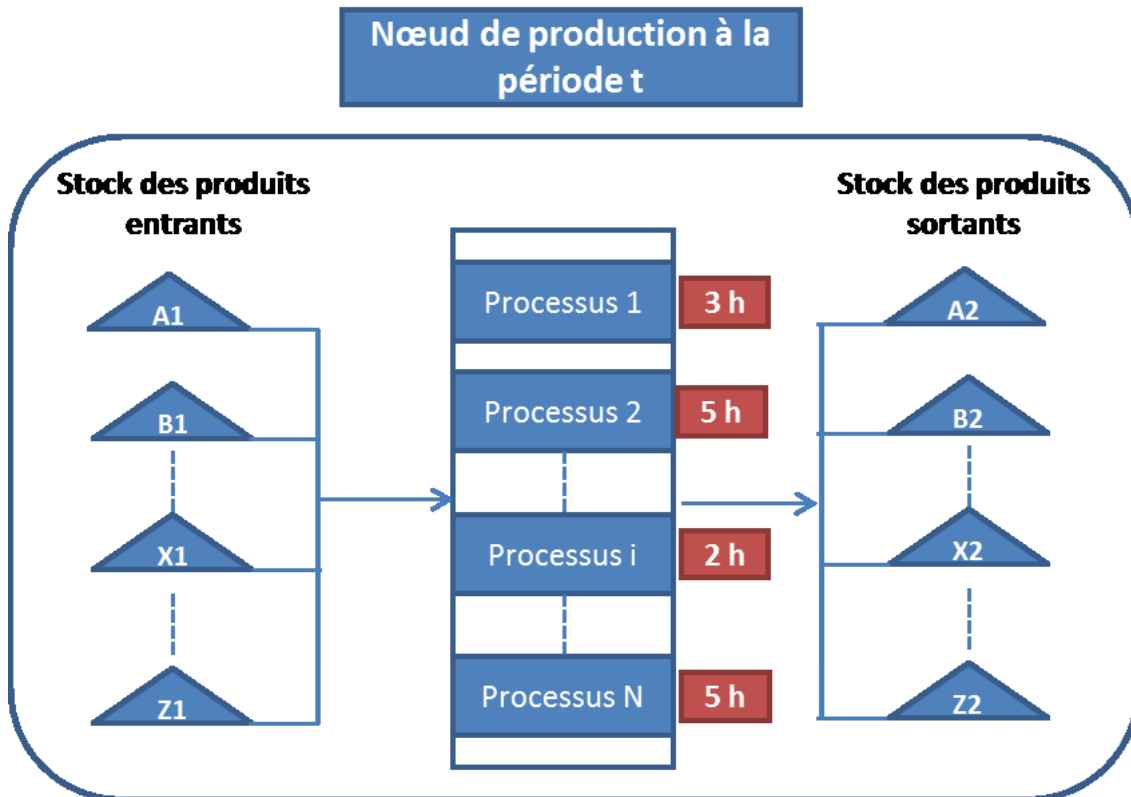 Nœud de production à la
période t
Stock des produits
entrants
A1
B1
X1
Z1
Processus 1
3 h
Processus 2
5 h
Processus i
2 h
Processus N
5 h
Stock des produits
sortants
A2
B2
X2
Z2